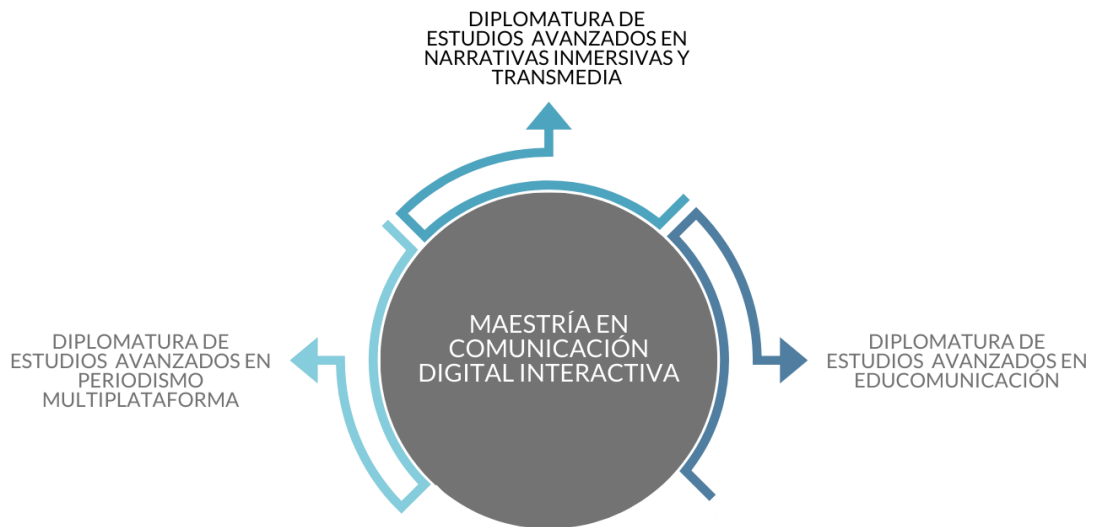 DIPLOMATURA DE
ESTUDIOS AVANZADOS EN
NARRATIVAS INMERSIVAS Y
TRANSMEDIA
MAESTRÍA EN
COMUNICACIÓN
DIGITAL INTERACTIVA
DIPLOMATURA DE
ESTUDIOS AVANZADOS EN
PERIODISMO
MULTIPLATAFORMA
DIPLOMATURA DE
ESTUDIOS AVANZADOS EN
EDUCOMUNICACIÓN